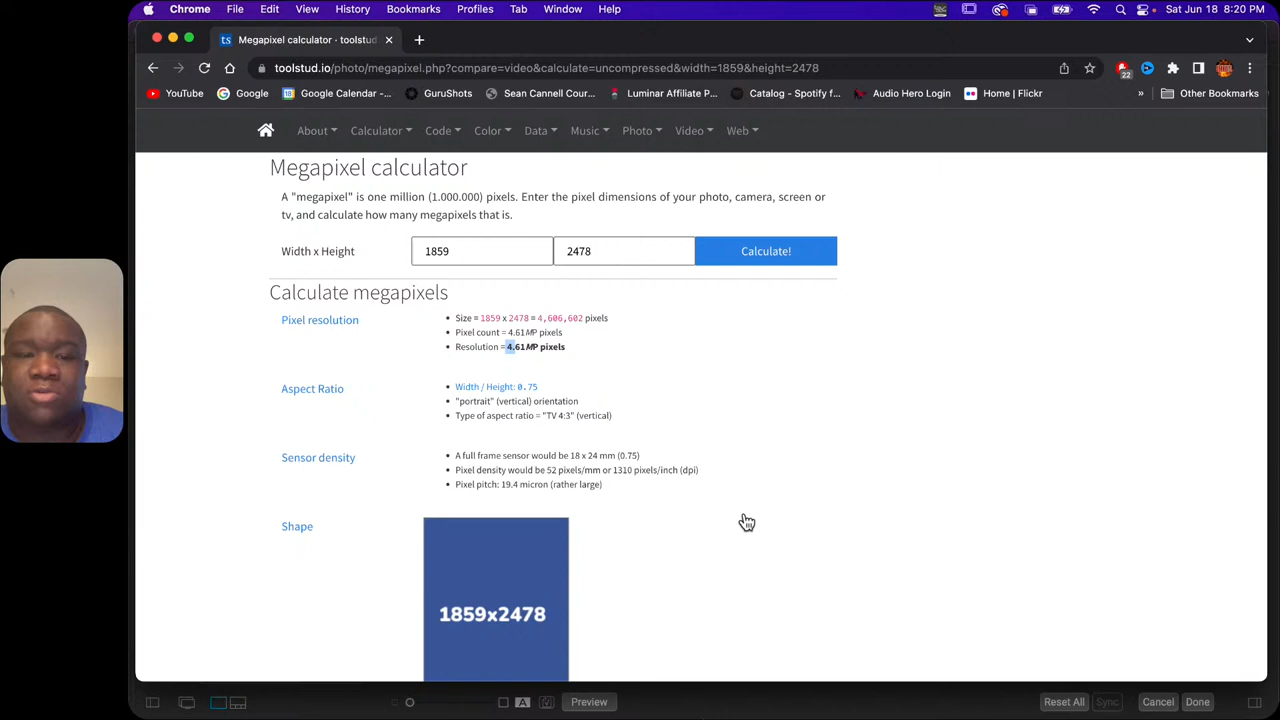 Chrome File Edit View History Bookmarks Profiles Tab Window Help Sat Jun 18 8:20 PM
ts Megapixel calculator · toolstud
toolstud.io/photo/megapixel.php?compare=video&calculate=uncompressed&width=1859&height=2478
22
YouTube Google Google Calendar -... GuruShots Sean Cannell Cour... Luminar Affiliate P... Catalog - Spotify f... Audio Hero Login Home | Flickr » Other Bookmarks
About Calculator Code Color Data Music Photo Video Web
Megapixel calculator
A "megapixel" is one million (1.000.000) pixels. Enter the pixel dimensions of your photo, camera, screen or
tv, and calculate how many megapixels that is.
Width x Height 1859 2478 Calculate!
Calculate megapixels
Pixel resolution
• Size = 1859 x 2478 = 4,606,602 pixels
• Pixel count = 4.61MP pixels
• Resolution = 4.61MP pixels
Aspect Ratio
• Width / Height: 0.75
• "portrait" (vertical) orientation
• Type of aspect ratio = "TV 4:3" (vertical)
Sensor density
• A full frame sensor would be 18 x 24 mm (0.75)
• Pixel density would be 52 pixels/mm or 1310 pixels/inch (dpi)
• Pixel pitch: 19.4 micron (rather large)
Shape
1859x2478
A Preview Reset All Sync Cancel Done